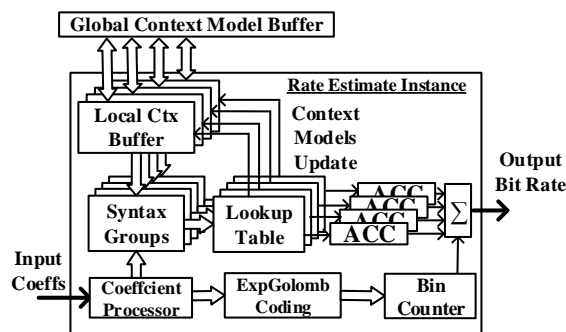 Global Context Model Buffer
Rate Estimate Instance
Local Ctx
Buffer
Context
Models
Update
Output
Bit Rate
Syntax
Groups
Lookup
Table
ACC
ACC
ACC
ACC
Σ
Input
Coeffs
Coeffcient
Processor
ExpGolomb
Coding
Bin
Counter